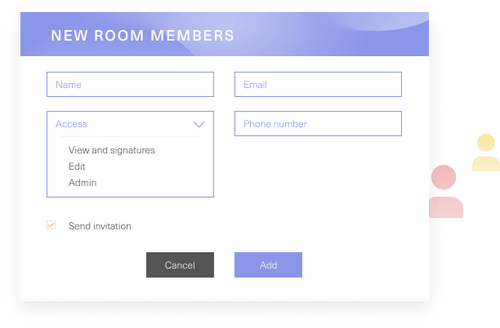 NEW ROOM MEMBERS
Name
Email
Access
Phone number
View and signatures
Edit
Admin
Send invitation
Cancel
Add